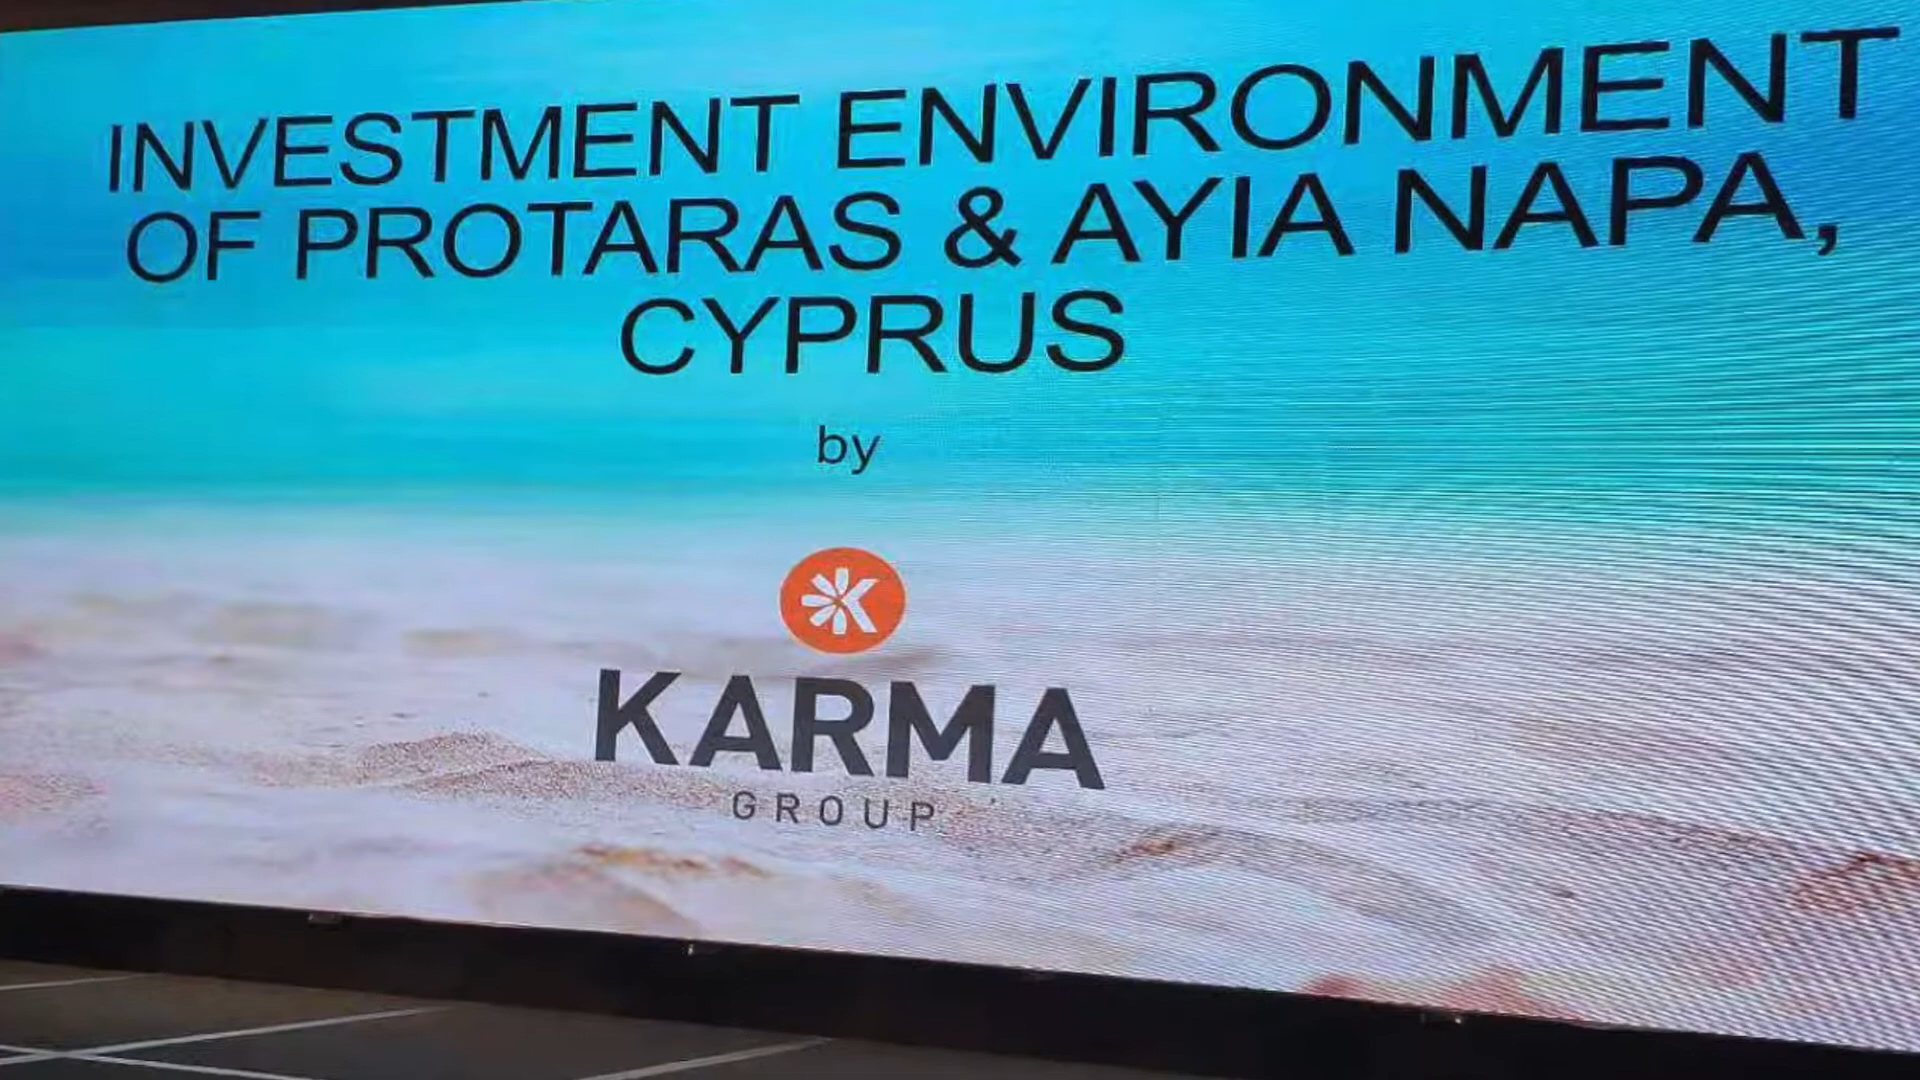 INVESTMENT ENVIRONMENT
OF PROTARAS & AYIA NAPA,
CYPRUS
by
KARMA
GROUP